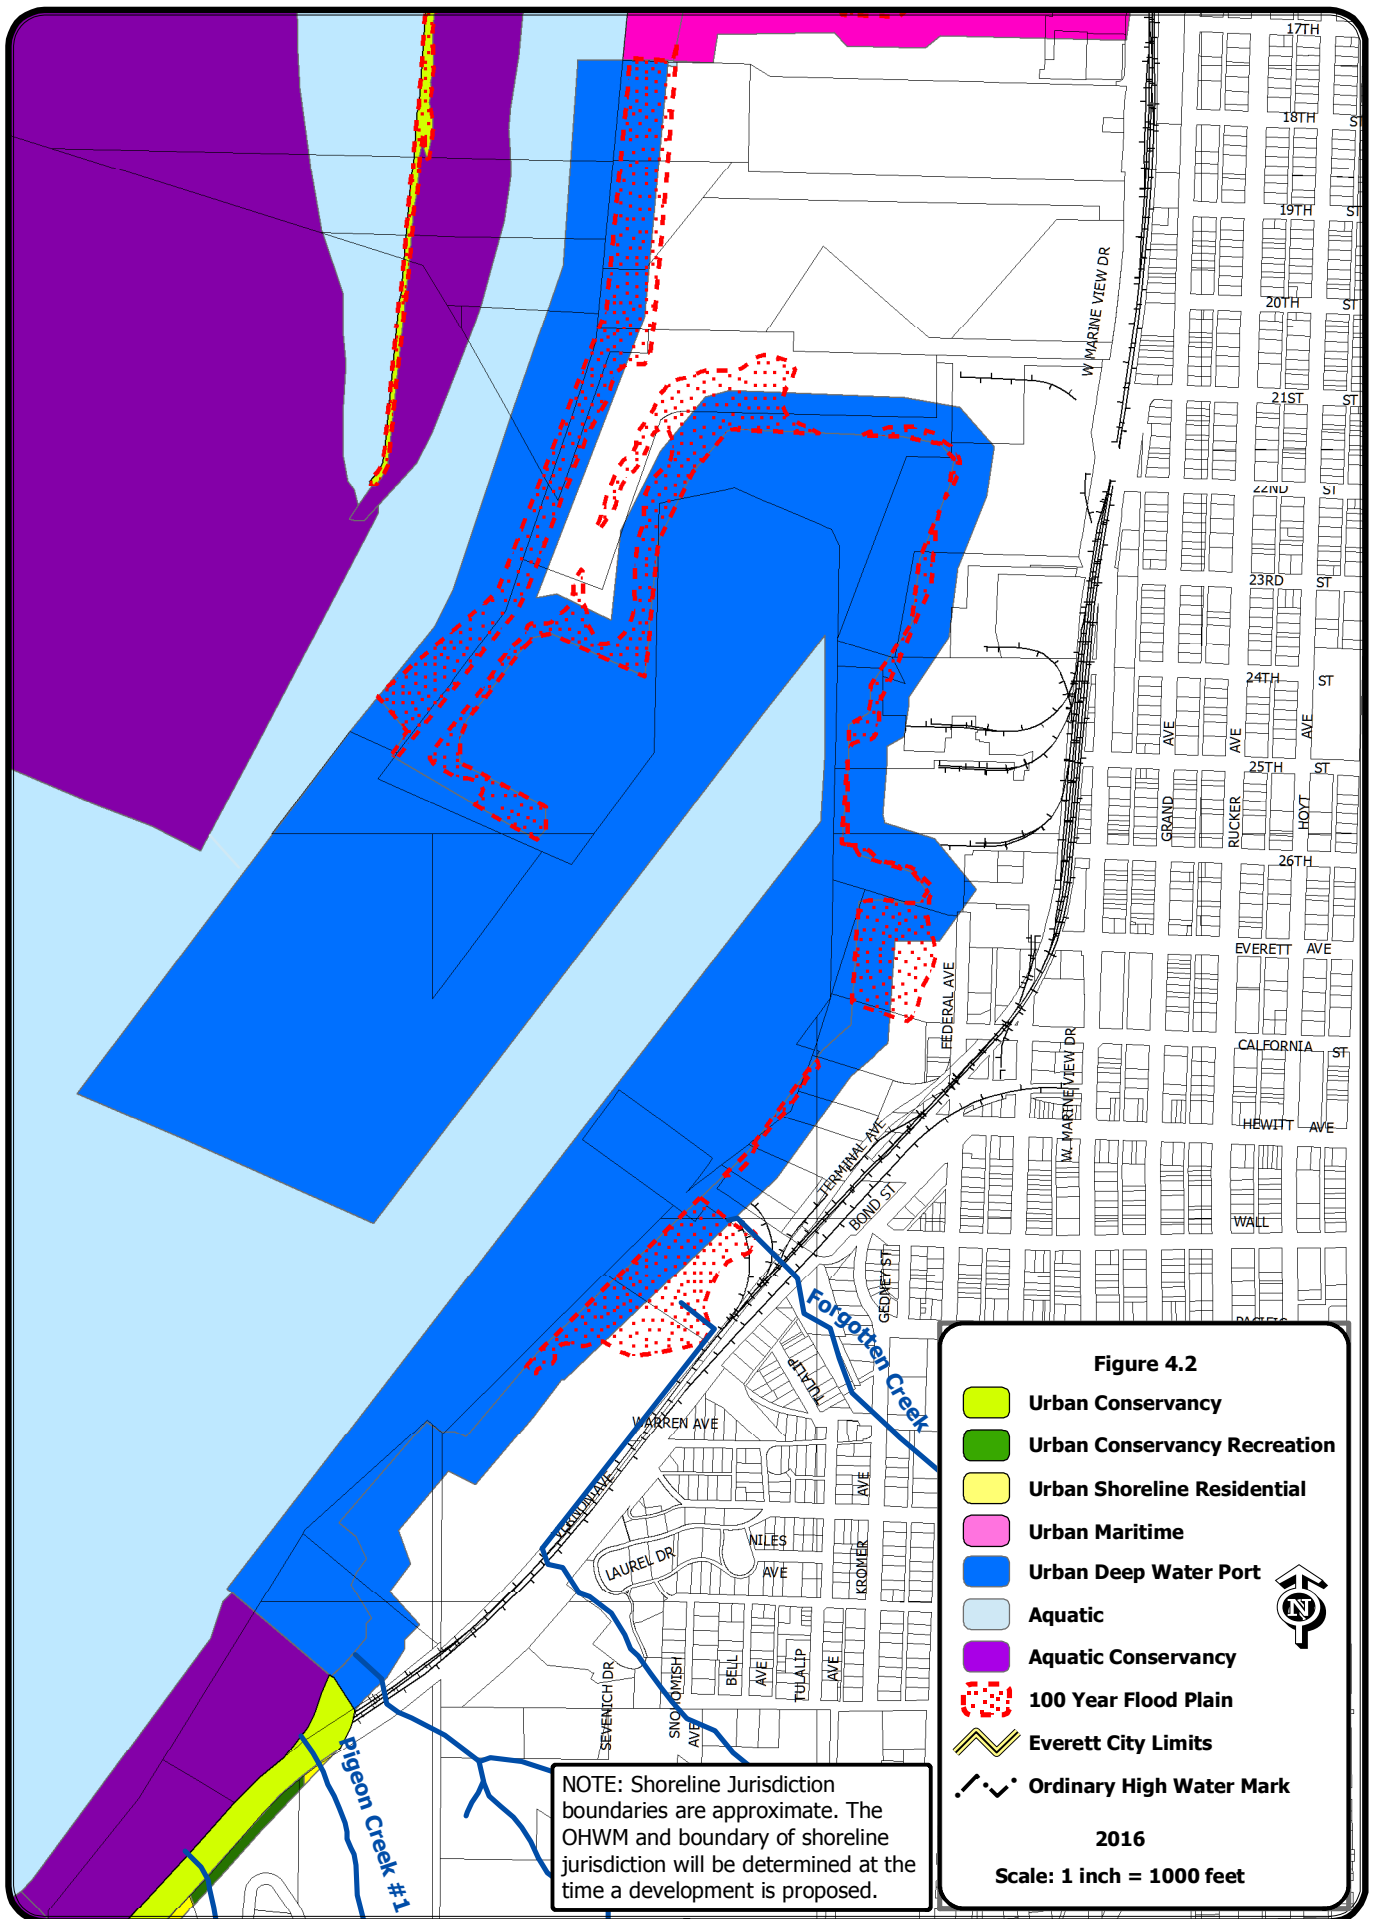 17TH
18TH
S
19TH ST
W MARINE VIEW DR
20TH ST
21ST ST
22ND ST
23RD ST
24TH ST
AVE
AVE
AVE
25TH ST
GRAND
RUCKER
HOYT
26TH
EVERETT AVE
FEDERAL AVE
CALFORNIA ST
W. MARINE VIEW DR
HEWITT AVE
TERMINAL AVE
BOND ST
WALL
GEDNEY ST
Forgotten Creek
PACIFIC
TULALIP
WARREN AVE
AVE
NILES
AVE
LAUREL DR
KROMER
SEVENICH DR
SNOHOMISH
AVE
BELL
AVE
TULALIP
AVE
Pigeon Creek #1
NOTE: Shoreline Jurisdiction
boundaries are approximate. The
OHWM and boundary of shoreline
jurisdiction will be determined at the
time a development is proposed.
Figure 4.2
Urban Conservancy
Urban Conservancy Recreation
Urban Shoreline Residential
Urban Maritime
Urban Deep Water Port
N
Aquatic
Aquatic Conservancy
100 Year Flood Plain
Everett City Limits
Ordinary High Water Mark
2016
Scale: 1 inch = 1000 feet